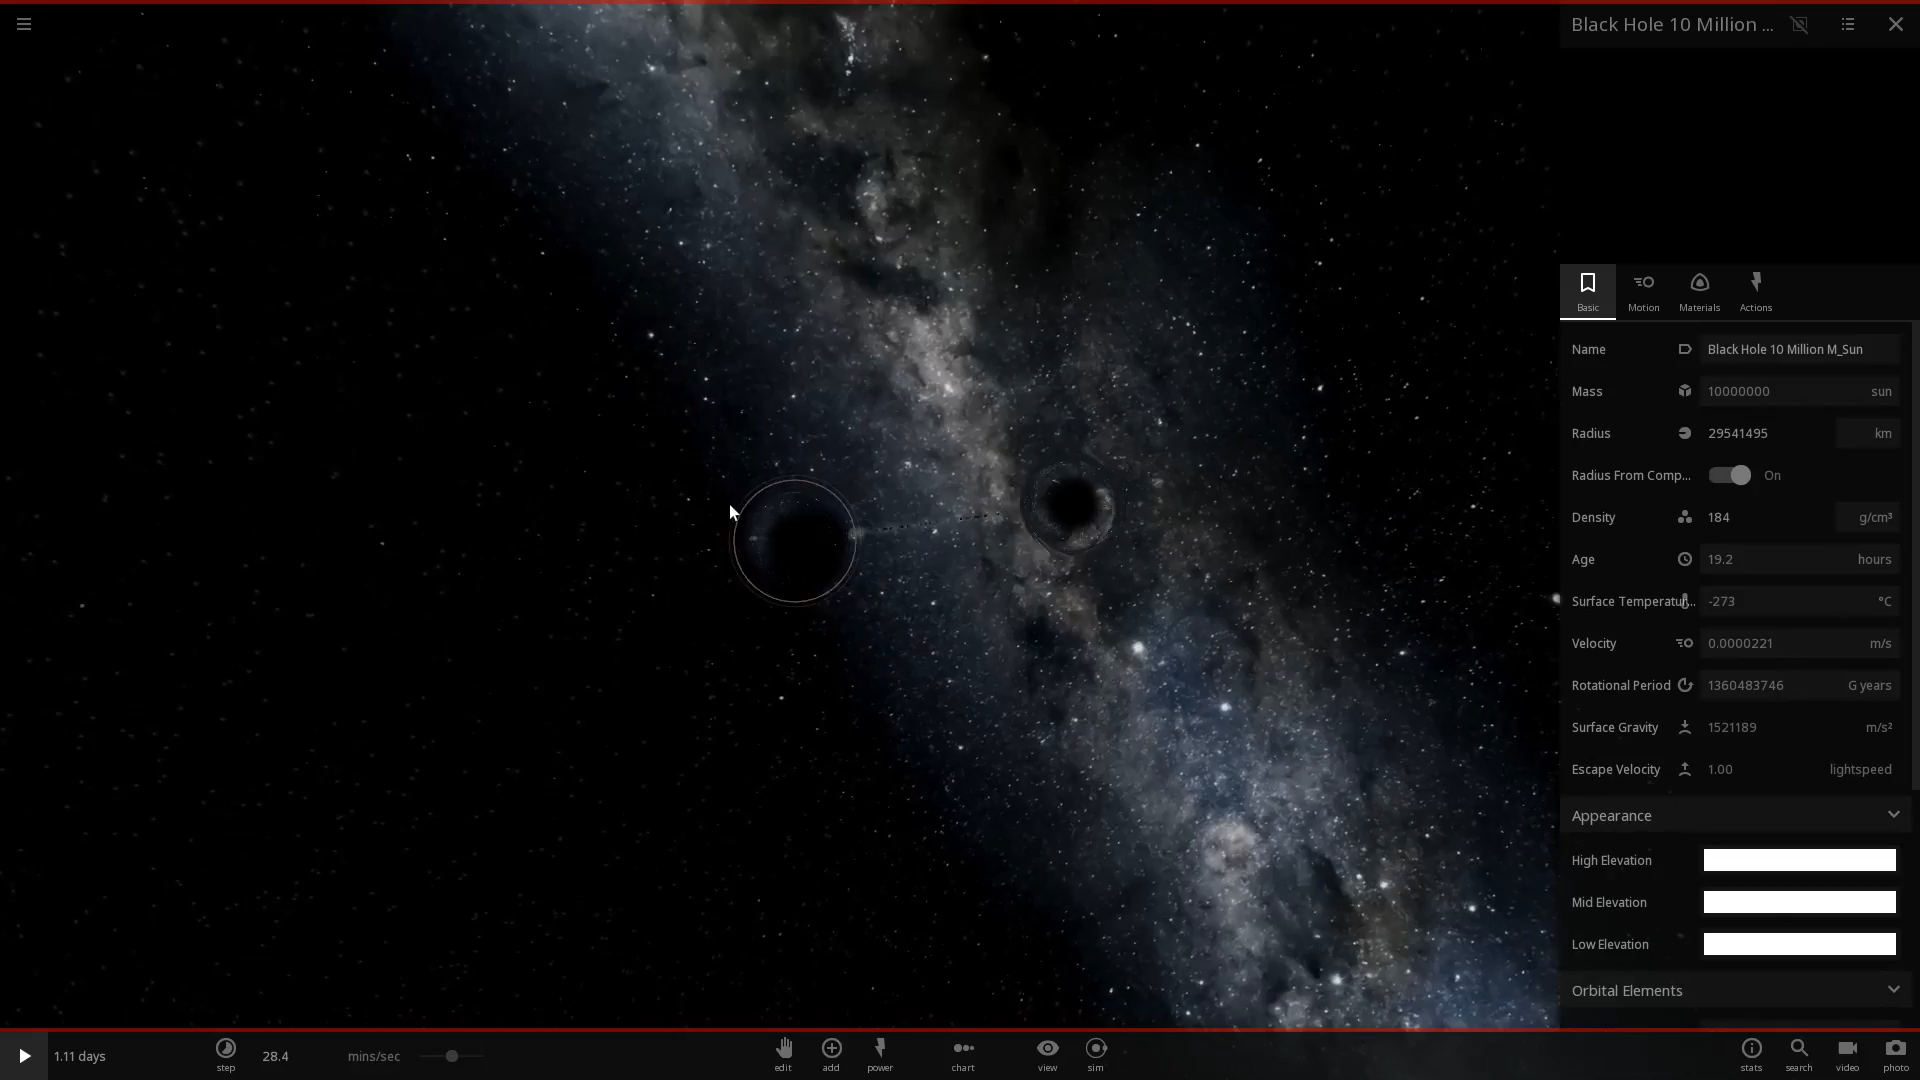 Black Hole 10 Million ...
Basic
Motion
Materials
Actions
Name Black Hole 10 Million M_Sun
Mass 10000000 sun
Radius 29541495 km
Radius From Comp... On
Density 184 g/cm³
Age 19.2 hours
Surface Temperatur... -273 °C
Velocity 0.0000221 m/s
Rotational Period 1360483746 G years
Surface Gravity 1521189 m/s²
Escape Velocity 1.00 lightspeed
Appearance
High Elevation
Mid Elevation
Low Elevation
Orbital Elements
1.11 days
step
28.4 mins/sec
edit
add
power
chart
view
sim
stats
search
video
photo